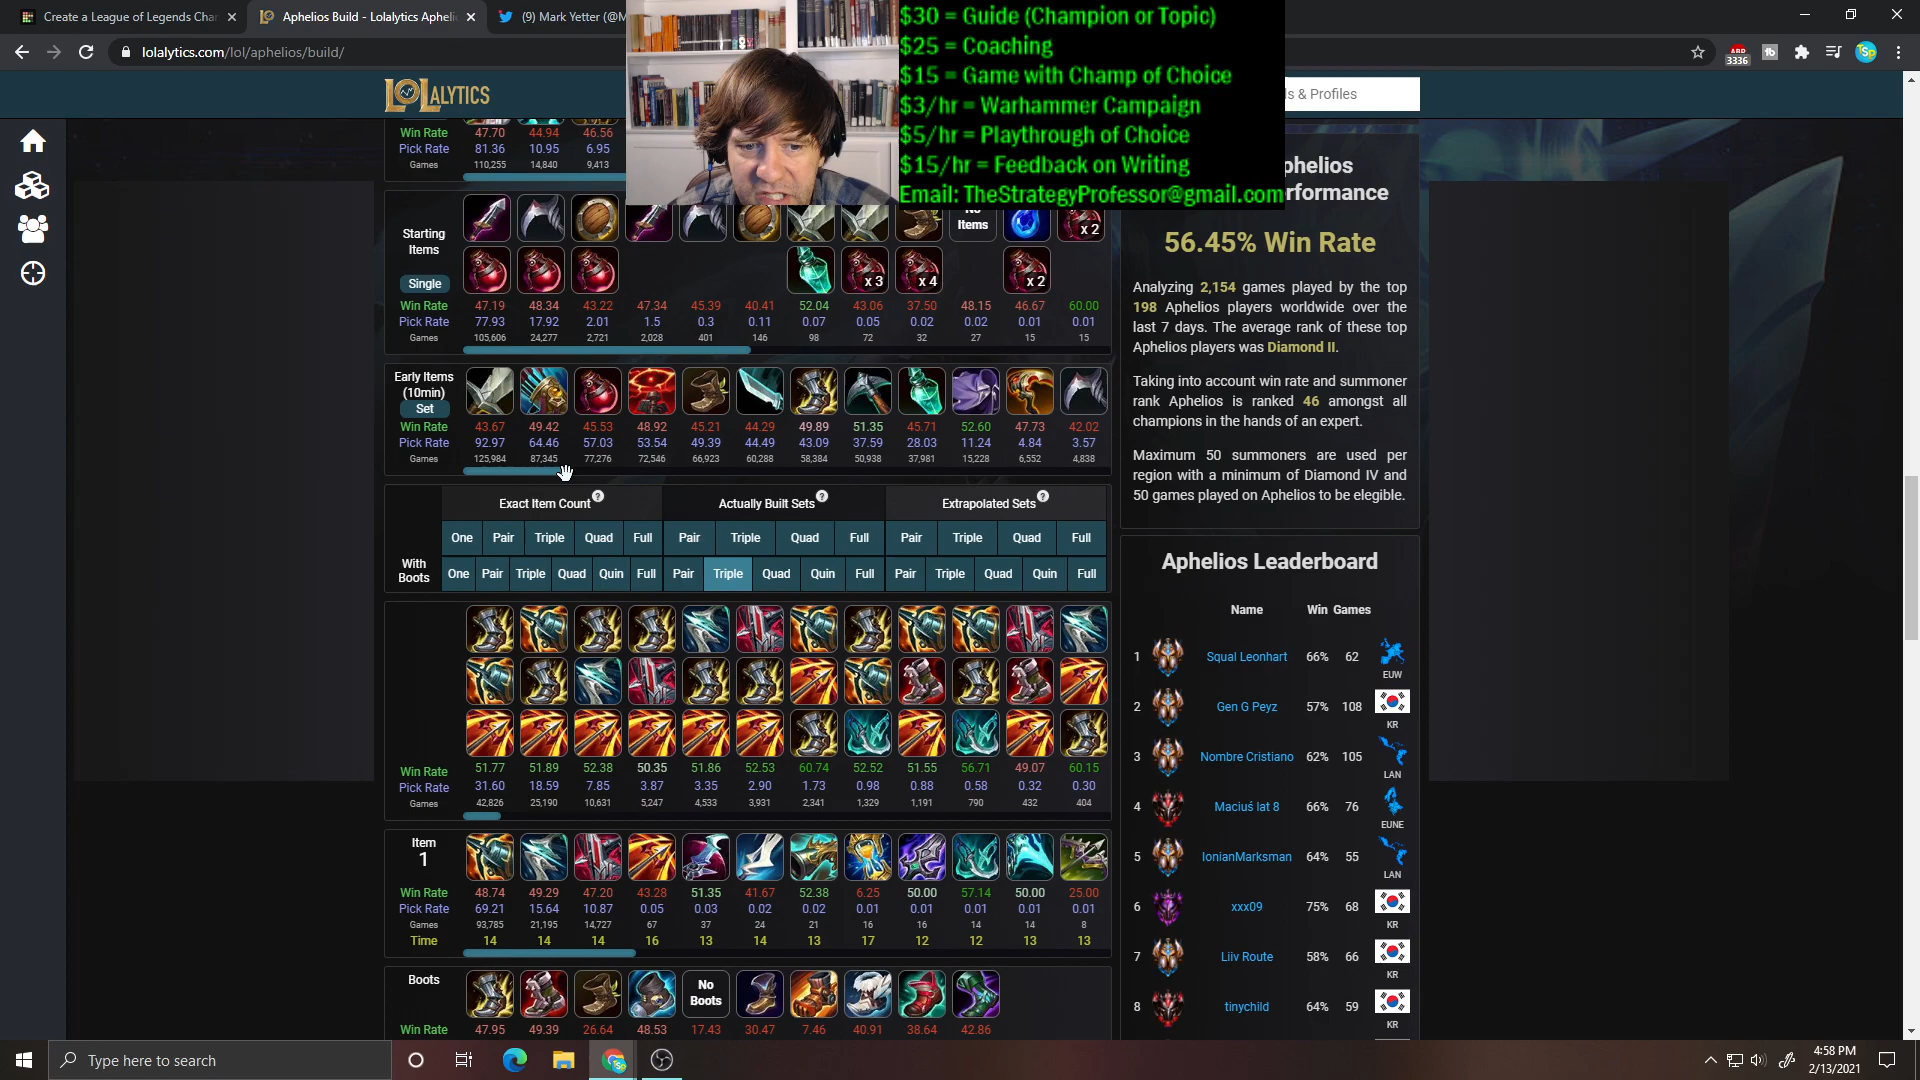 Create a League of Legends Cha
Aphelios Build - Lolalytics Apheli
(9) Mark Yetter (@M
lolalytics.com/lol/aphelios/build/
3336
$30 = Guide (Champion or Topic)
$25 = Coaching
$15 = Game with Champ of Choice
$3/hr = Warhammer Campaign
$5/hr = Playthrough of Choice
$15/hr = Feedback on Writing
Email: TheStrategyProfessor@gmail.com
LOLALYTICS
s & Profiles
Win Rate 47.70 44.94 46.56
Pick Rate 81.36 10.95 6.95
Games 110,255 14,840 9,413
Starting Items
Single
Items
x 2
x 3 x 4 x 2
Win Rate 47.19 48.34 43.22 47.34 45.39 40.41 52.04 43.06 37.50 48.15 46.67 60.00
Pick Rate 77.93 17.92 2.01 1.5 0.3 0.11 0.07 0.05 0.02 0.02 0.01 0.01
Games 105,606 24,277 2,721 2,028 401 146 98 72 32 27 15 15
Early Items (10min)
Set
Win Rate 43.67 49.42 45.53 48.92 45.21 44.29 49.89 51.35 45.71 52.60 47.73 42.02
Pick Rate 92.97 64.46 57.03 53.54 49.39 44.49 43.09 37.59 28.03 11.24 4.84 3.57
Games 125,984 87,345 77,276 72,546 66,923 60,288 58,384 50,938 37,981 15,228 6,552 4,838
Exact Item Count ? Actually Built Sets ? Extrapolated Sets ?
One Pair Triple Quad Full Pair Triple Quad Full Pair Triple Quad Full
With Boots One Pair Triple Quad Quin Full Pair Triple Quad Quin Full Pair Triple Quad Quin Full
Win Rate 51.77 51.89 52.38 50.35 51.86 52.53 60.74 52.52 51.55 56.71 49.07 60.15
Pick Rate 31.60 18.59 7.85 3.87 3.35 2.90 1.73 0.98 0.88 0.58 0.32 0.30
Games 42,826 25,190 10,631 5,247 4,533 3,931 2,341 1,329 1,191 790 432 404
Item 1
Win Rate 48.74 49.29 47.20 43.28 51.35 41.67 52.38 6.25 50.00 57.14 50.00 25.00
Pick Rate 69.21 15.64 10.87 0.05 0.03 0.02 0.02 0.01 0.01 0.01 0.01 0.01
Games 93,785 21,195 14,727 67 37 24 21 16 16 14 14 8
Time 14 14 14 16 13 14 13 17 12 12 13 13
Boots
No Boots
Win Rate 47.95 49.39 26.64 48.53 17.43 30.47 7.46 40.91 38.64 42.86
phelios
rformance
56.45% Win Rate
Analyzing 2,154 games played by the top
198 Aphelios players worldwide over the
last 7 days. The average rank of these top
Aphelios players was Diamond II.
Taking into account win rate and summoner
rank Aphelios is ranked 46 amongst all
champions in the hands of an expert.
Maximum 50 summoners are used per
region with a minimum of Diamond IV and
50 games played on Aphelios to be elegible.
Aphelios Leaderboard
Name Win Games
1 Squal Leonhart 66% 62 EUW
2 Gen G Peyz 57% 108 KR
3 Nombre Cristiano 62% 105 LAN
4 Maciuś lat 8 66% 76 EUNE
5 IonianMarksman 64% 55 LAN
6 xxx09 75% 68 KR
7 Liiv Route 58% 66 KR
8 tinychild 64% 59 KR
Type here to search
4:58 PM
2/13/2021